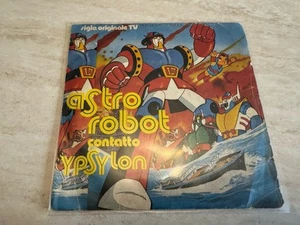 sigla originale TV
astro
robot
contatto
ypsylon